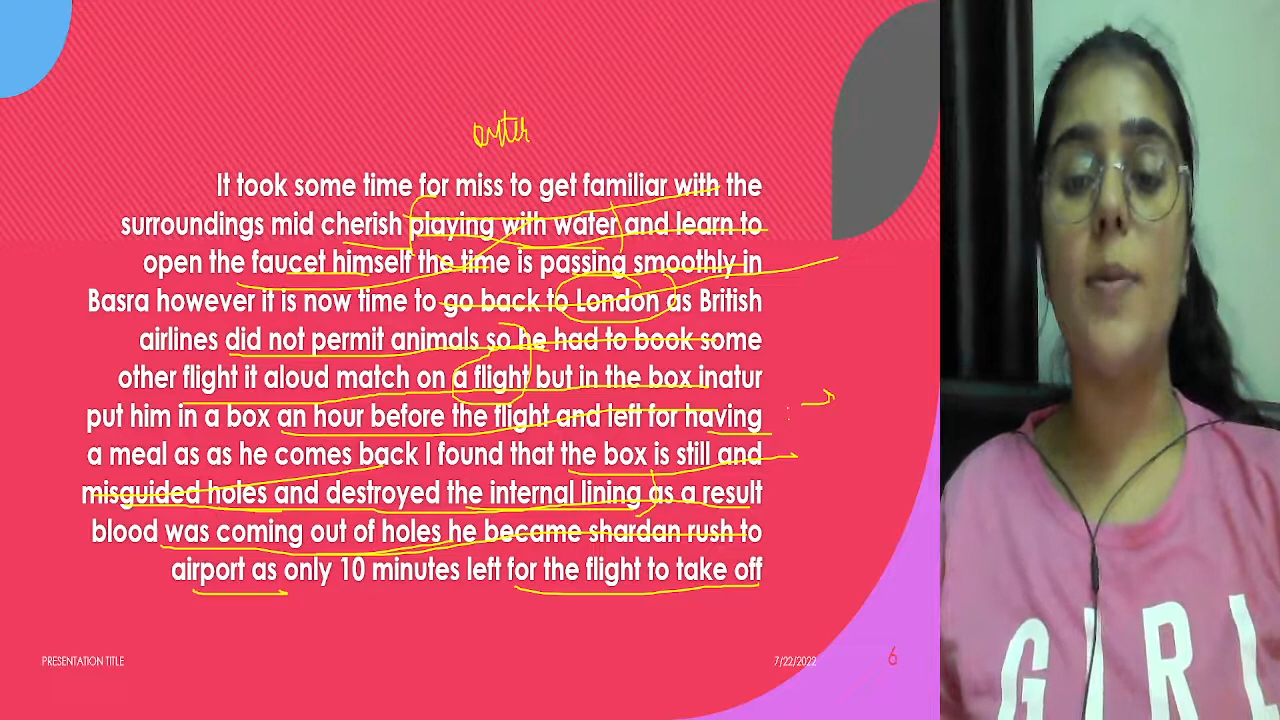 outer
It took some time for miss to get familiar with the
surroundings mid cherish playing with water and learn to
open the faucet himself the time is passing smoothly in
Basra however it is now time to go back to London as British
airlines did not permit animals so he had to book some
other flight it aloud match on a flight but in the box inatur
put him in a box an hour before the flight and left for having
a meal as as he comes back I found that the box is still and
misguided holes and destroyed the internal lining as a result
blood was coming out of holes he became shardan rush to
airport as only 10 minutes left for the flight to take off
PRESENTATION TITLE
7/22/2022
6
GIRL